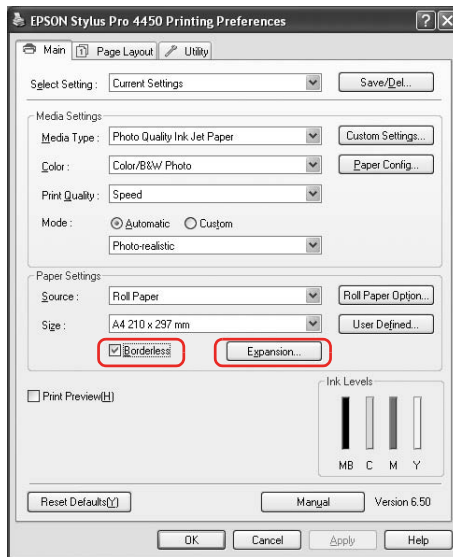 EPSON Stylus Pro 4450 Printing Preferences
Main Page Layout Utility
Select Setting : Current Settings Save/Del...
Media Settings
Media Type : Photo Quality Ink Jet Paper Custom Settings...
Color : Color/B&W Photo Paper Config...
Print Quality : Speed
Mode : Automatic Custom
Photo-realistic
Paper Settings
Source : Roll Paper Roll Paper Option...
Size : A4 210 x 297 mm User Defined...
Borderless Expansion...
Print Preview(H) Ink Levels
MB C M Y
Reset Defaults(Y) Manual Version 6.50
OK Cancel Apply Help